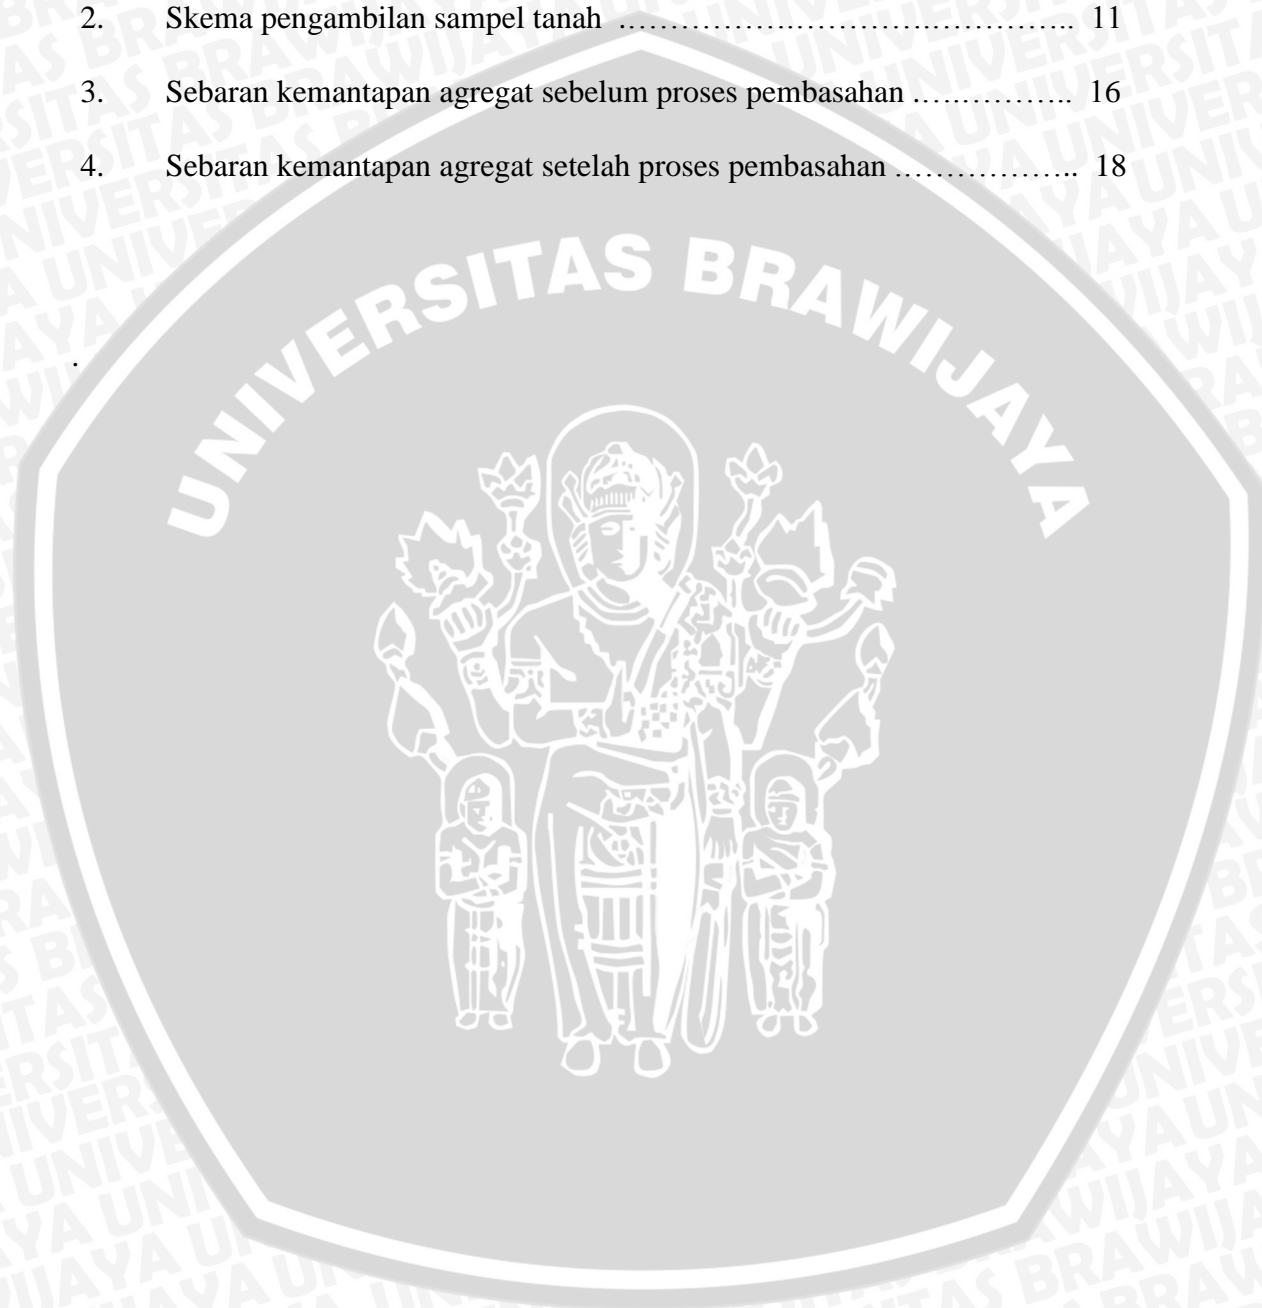 2. Skema pengambilan sampel tanah ……………………………………….. 11
3. Sebaran kemantapan agregat sebelum proses pembasahan ……………... 16
4. Sebaran kemantapan agregat setelah proses pembasahan …………….. 18
UNIVERSITAS BRAWIJAYA
.